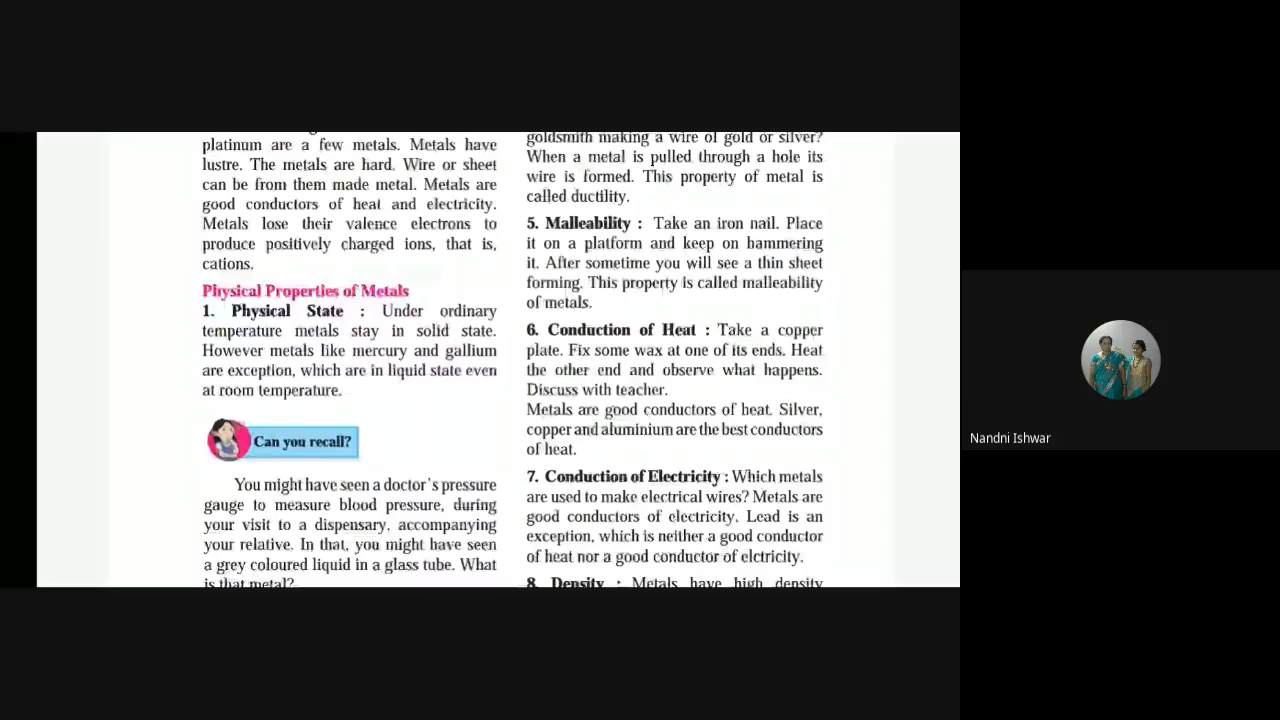 platinum are a few metals. Metals have
lustre. The metals are hard. Wire or sheet
can be from them made metal. Metals are
good conductors of heat and electricity.
Metals lose their valence electrons to
produce positively charged ions, that is,
cations.
Physical Properties of Metals
1. Physical State : Under ordinary
temperature metals stay in solid state.
However metals like mercury and gallium
are exception, which are in liquid state even
at room temperature.
Can you recall?
You might have seen a doctor's pressure
gauge to measure blood pressure, during
your visit to a dispensary, accompanying
your relative. In that, you might have seen
a grey coloured liquid in a glass tube. What
is that metal?
goldsmith making a wire of gold or silver?
When a metal is pulled through a hole its
wire is formed. This property of metal is
called ductility.
5. Malleability : Take an iron nail. Place
it on a platform and keep on hammering
it. After sometime you will see a thin sheet
forming. This property is called malleability
of metals.
6. Conduction of Heat : Take a copper
plate. Fix some wax at one of its ends. Heat
the other end and observe what happens.
Discuss with teacher.
Metals are good conductors of heat. Silver,
copper and aluminium are the best conductors
of heat.
7. Conduction of Electricity : Which metals
are used to make electrical wires? Metals are
good conductors of electricity. Lead is an
exception, which is neither a good conductor
of heat nor a good conductor of elctricity.
8. Density : Metals have high density
Nandni Ishwar